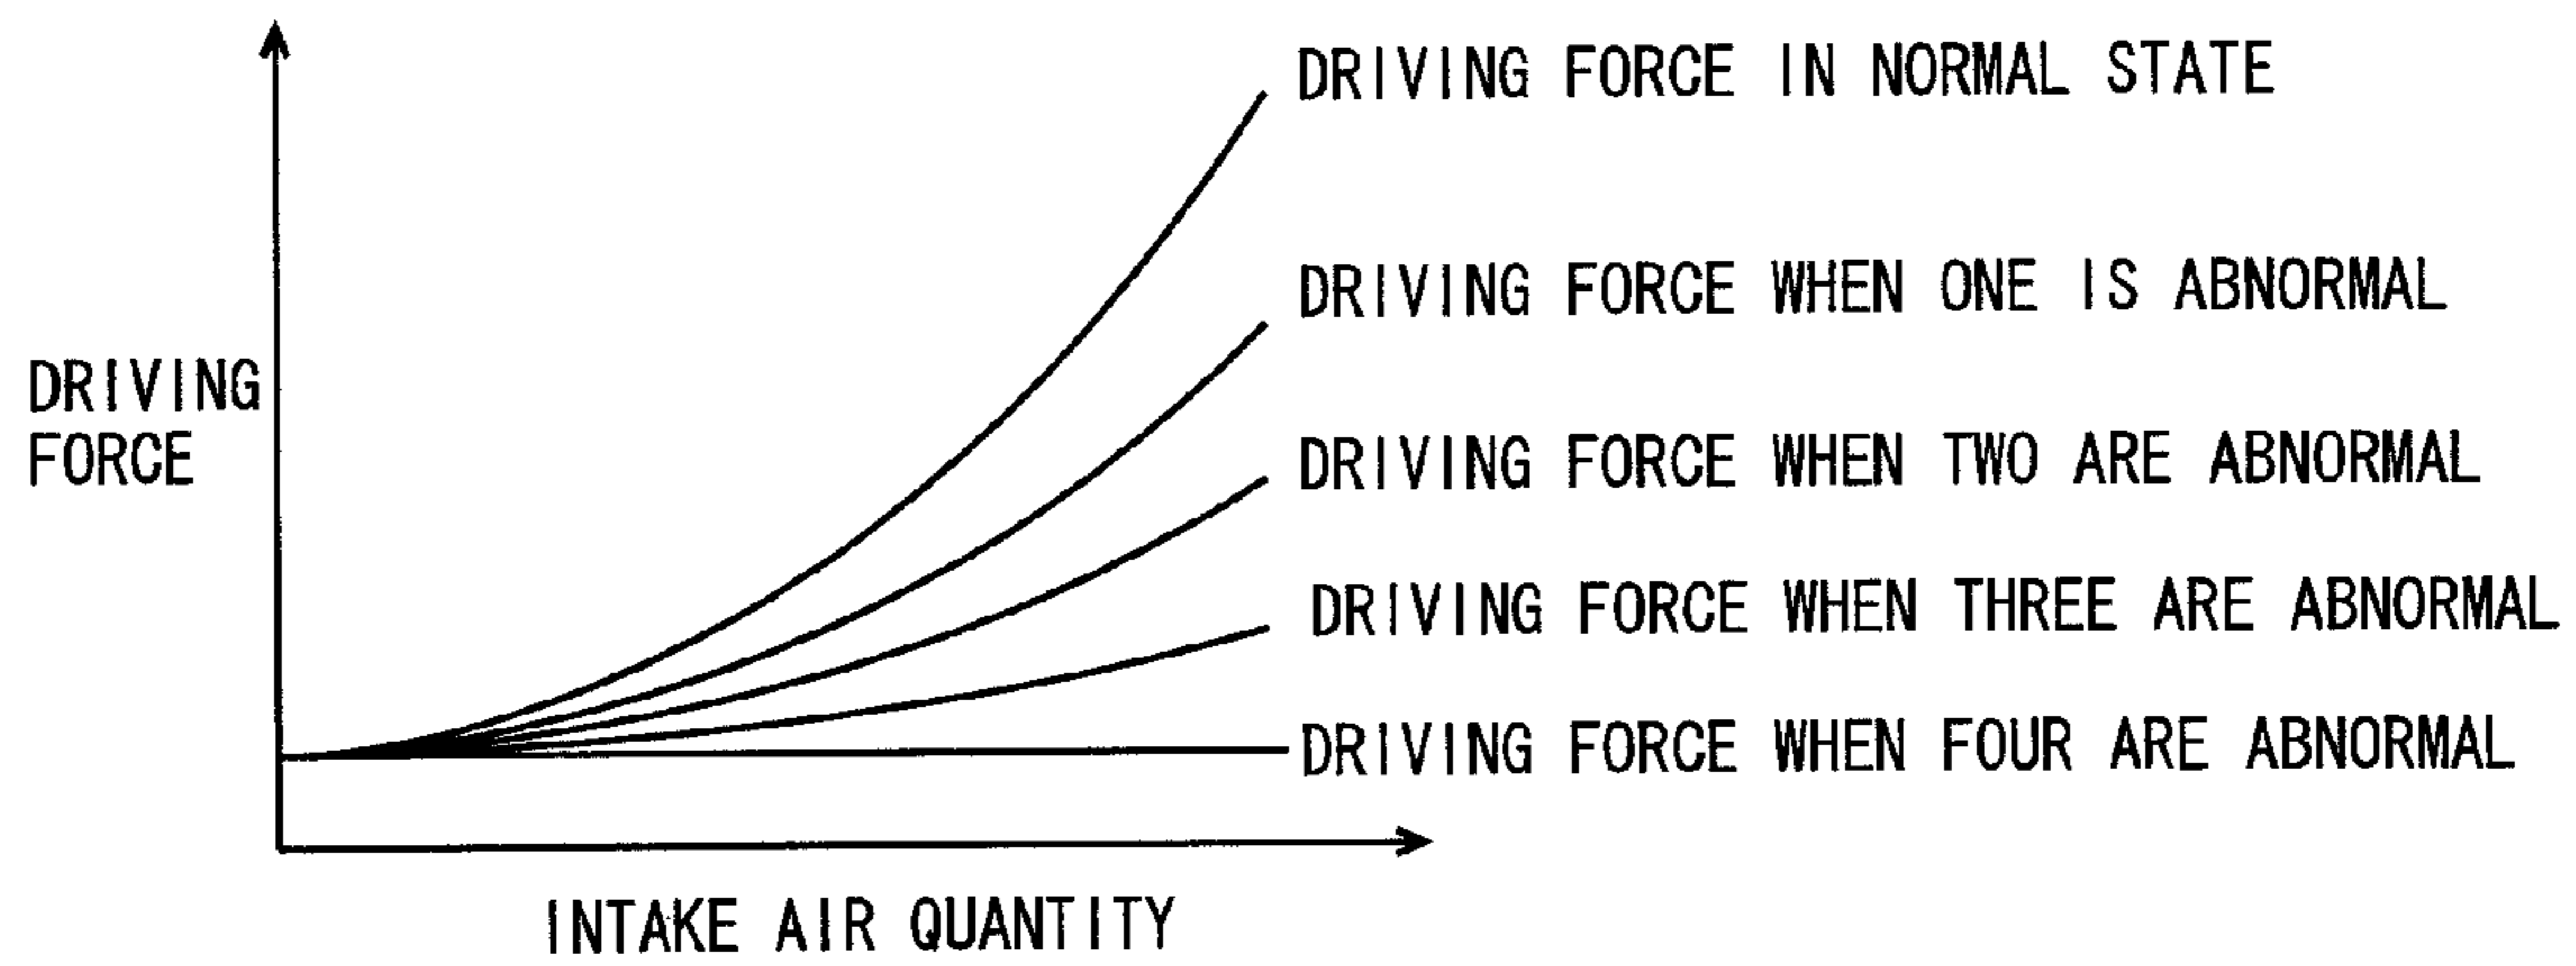 DRIVING FORCE IN NORMAL STATE
DRIVING FORCE WHEN ONE IS ABNORMAL
DRIVING
FORCE
DRIVING FORCE WHEN TWO ARE ABNORMAL
DRIVING FORCE WHEN THREE ARE ABNORMAL
DRIVING FORCE WHEN FOUR ARE ABNORMAL
INTAKE AIR QUANTITY